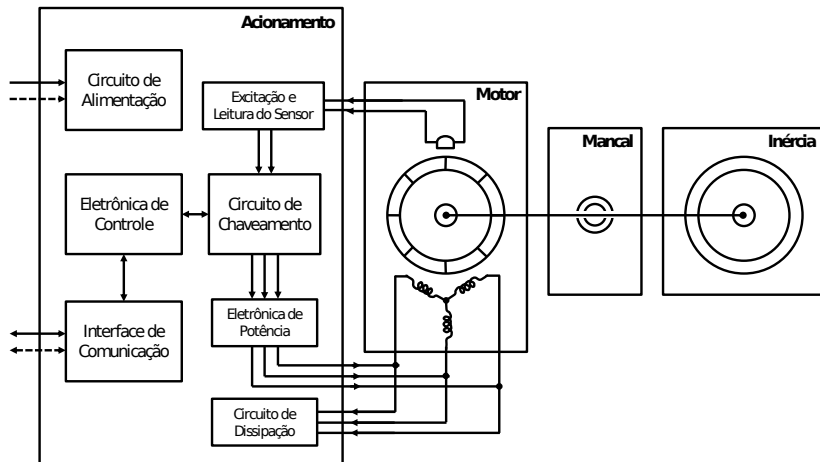 Acionamento
Circuito de
Alimentação
Excitação e
Leitura do Sensor
Motor
Mancal
Inércia
Eletrônica de
Controle
Circuito de
Chaveamento
Eletrônica de
Potência
Interface de
Comunicação
Circuito de
Dissipação